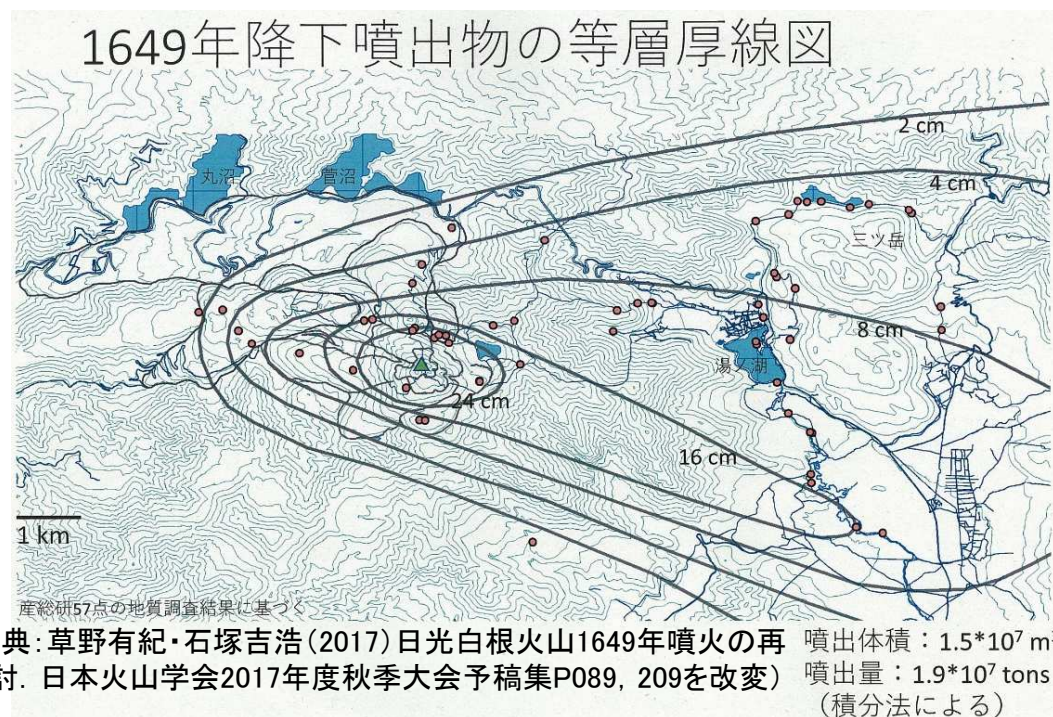 1649年降下噴出物の等層厚線図
2 cm
4 cm
丸沼
菅沼
三ツ岳
8 cm
湯ノ湖
24 cm
16 cm
1 km
産総研57点の地質調査結果に基づく
典：草野有紀・石塚吉浩（2017）日光白根火山1649年噴火の再
討．日本火山学会2017年度秋季大会予稿集P089，209を改変）
噴出体積：1.5*10⁷ m
噴出量：1.9*10⁷ tons
（積分法による）